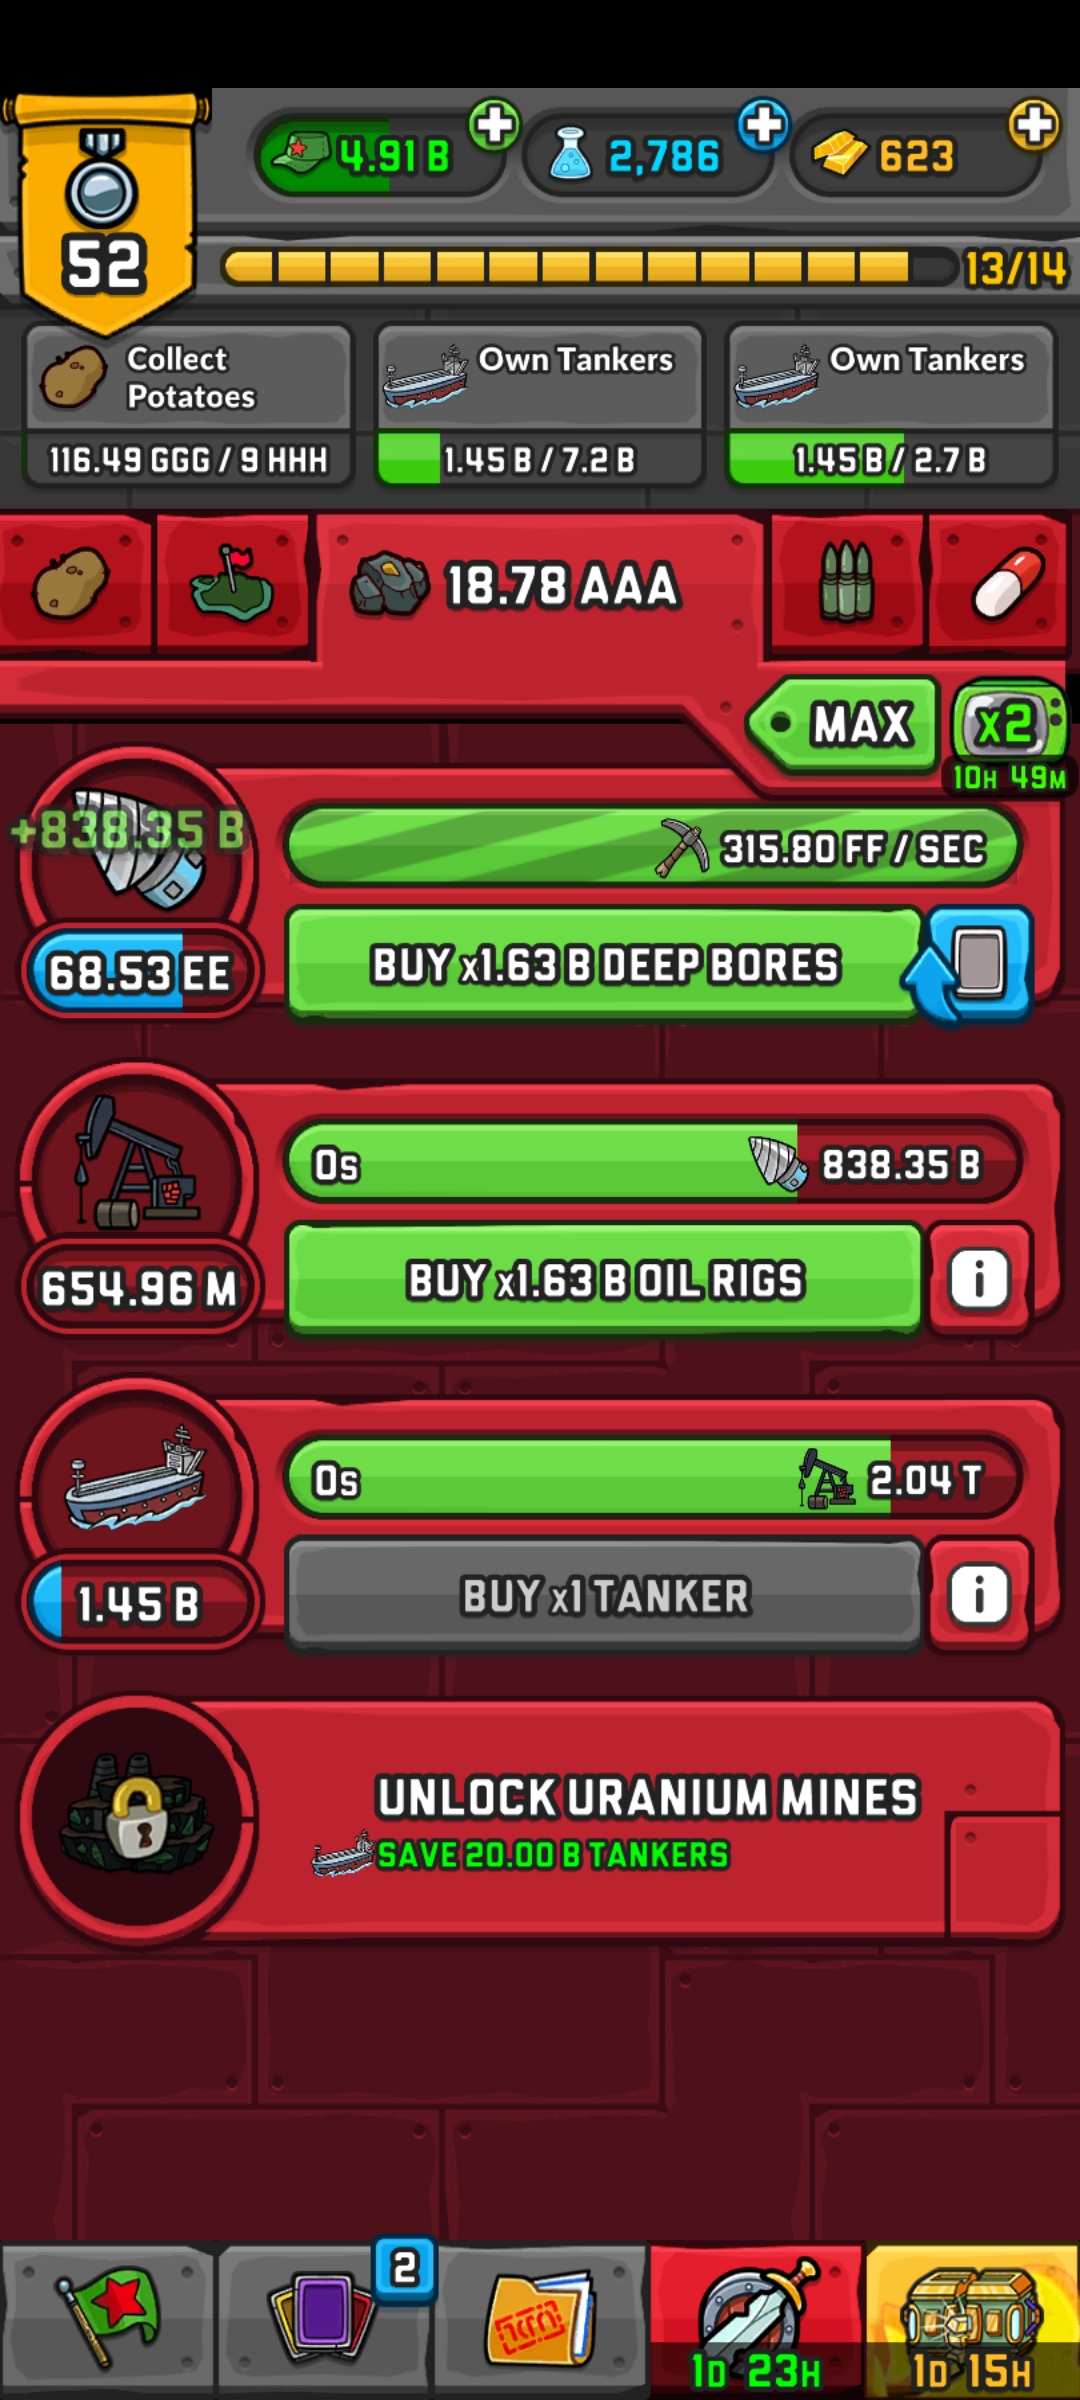 4.91 B
2,786
623
52
13/14
Collect
Potatoes
116.49 GGG / 9 HHH
Own Tankers
1.45 B / 7.2 B
Own Tankers
1.45 B / 2.7 B
18.78 AAA
MAX
X2
10H 49M
+838.35 B
315.80 FF / SEC
68.53 EE
BUY x1.63 B DEEP BORES
0s
838.35 B
654.96 M
BUY x1.63 B OIL RIGS
i
0s
2.04 T
1.45 B
BUY x1 TANKER
i
UNLOCK URANIUM MINES
SAVE 20.00 B TANKERS
2
1D 23H
1D 15H